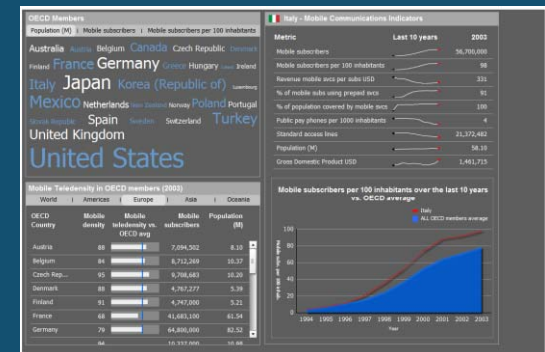 OECD Members
Population (M) | Mobile subscribers | Mobile subscribers per 100 inhabitants
Australia Austria Belgium Canada Czech Republic Denmark
Finland France Germany Greece Hungary Ireland
Italy Japan Korea (Republic of) Luxembourg
Mexico Netherlands New Zealand Norway Poland Portugal
Slovak Republic Spain Sweden Switzerland Turkey
United Kingdom
United States
Mobile Teledensity in OECD members (2003)
World | Americas | Europe | Asia | Oceania
OECD Country Mobile density Mobile teledensity vs. OECD avg Mobile subscribers Population (M)
Austria 88 7,094,502 8.10
Belgium 84 8,712,269 10.37
Czech Rep... 95 9,708,683 10.20
Denmark 88 4,767,277 5.39
Finland 91 4,747,000 5.21
France 68 41,683,100 61.54
Germany 79 64,800,000 82.52
Italy - Mobile Communications Indicators
Metric Last 10 years 2003
Mobile subscribers 56,700,000
Mobile subscribers per 100 inhabitants 98
Revenue mobile svcs per subs USD 331
% of mobile subs using prepaid svcs 91
% of population covered by mobile svcs 100
Public pay phones per 1000 inhabitants 4
Standard access lines 21,372,482
Population (M) 58.10
Gross Domestic Product USD 1,461,715
Mobile subscribers per 100 inhabitants over the last 10 years
vs. OECD average
Italy
ALL OECD members average
Mobile subs per 100 inhab.
100
80
60
40
20
0
1994 1995 1996 1997 1998 1999 2000 2001 2002 2003
Year